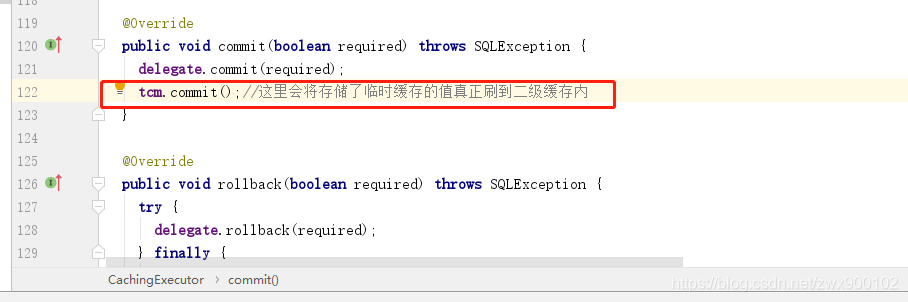 118
119 @Override
120 public void commit(boolean required) throws SQLException {
121 delegate.commit(required);
122 tcm.commit();//这里会将存储了临时缓存的值真正刷到二级缓存内
123 }
124
125 @Override
126 public void rollback(boolean required) throws SQLException {
127 try {
128 delegate.rollback(required);
129 } finally {
CachingExecutor › commit()
https://blog.csdn.net/zwx900102